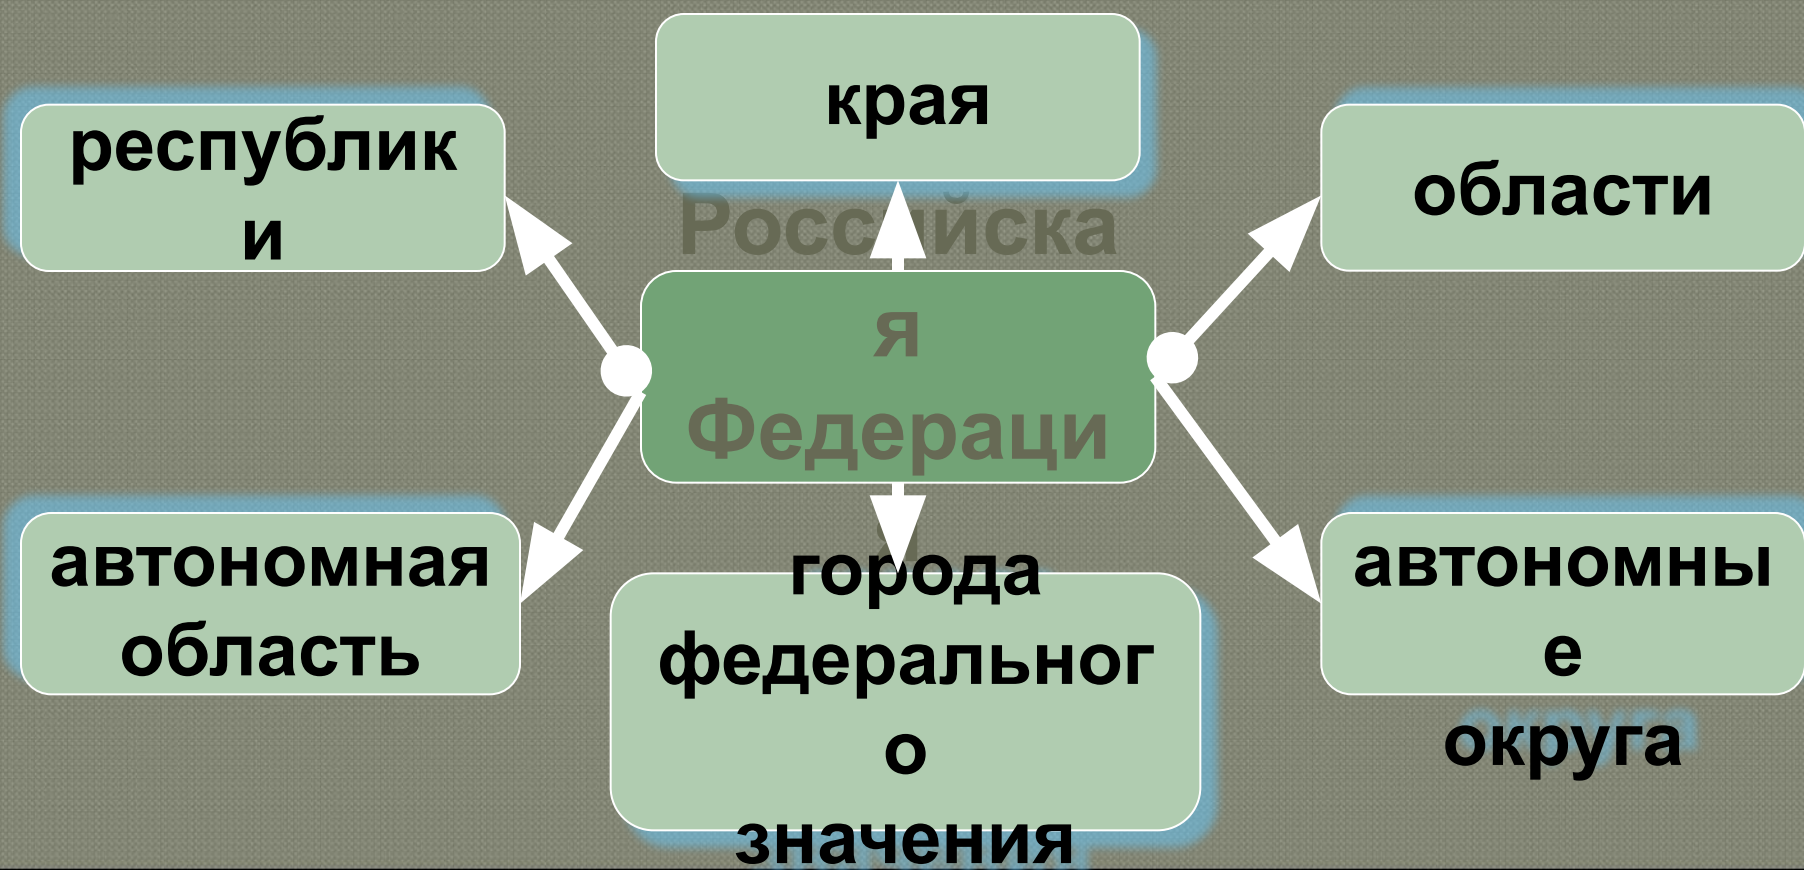 края
республик
и
области
Российска
я
Федераци
я
автономная
область
города
федеральног
о
значения
автономны
е
округа